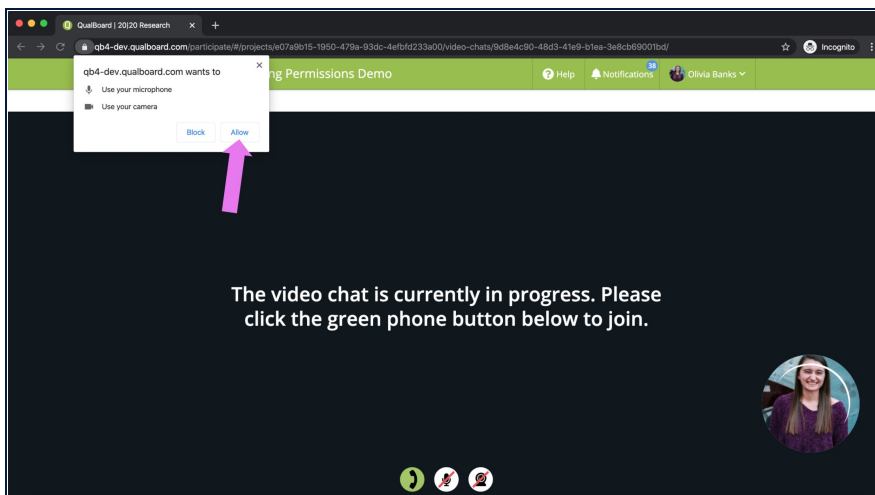 QualBoard | 20|20 Research
qb4-dev.qualboard.com/participate/#/projects/e07a9b15-1950-479a-93dc-4efbfd233a00/video-chats/9d8e4c90-48d3-41e9-b1ea-3e8cb69001bd/
Incognito
qb4-dev.qualboard.com wants to
Use your microphone
Use your camera
Block Allow
ng Permissions Demo
Help
Notifications 38
Olivia Banks
The video chat is currently in progress. Please
click the green phone button below to join.